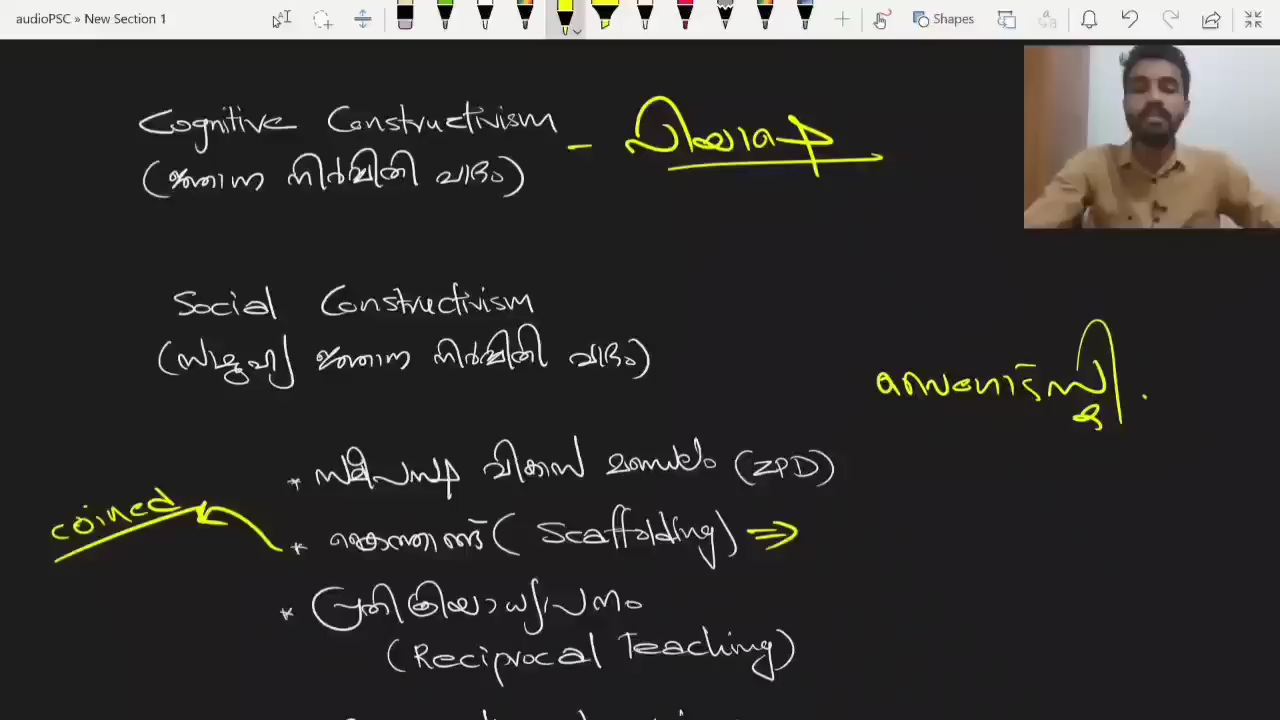 audioPSC » New Section 1
Shapes
Cognitive Constructivism - പിയാഷെ
(ജ്ഞാന നിർമ്മിതി വാദം)
Social Constructivism
(സാമൂഹ്യ ജ്ഞാന നിർമ്മിതി വാദം)
* സമീപസ്ഥ വികാസ മണ്ഡലം (ZPD)
coined
* കൈത്താങ്ങ് (Scaffolding) ⇒
* പ്രതിക്രിയാധ്യാപനം
(Reciprocal Teaching)